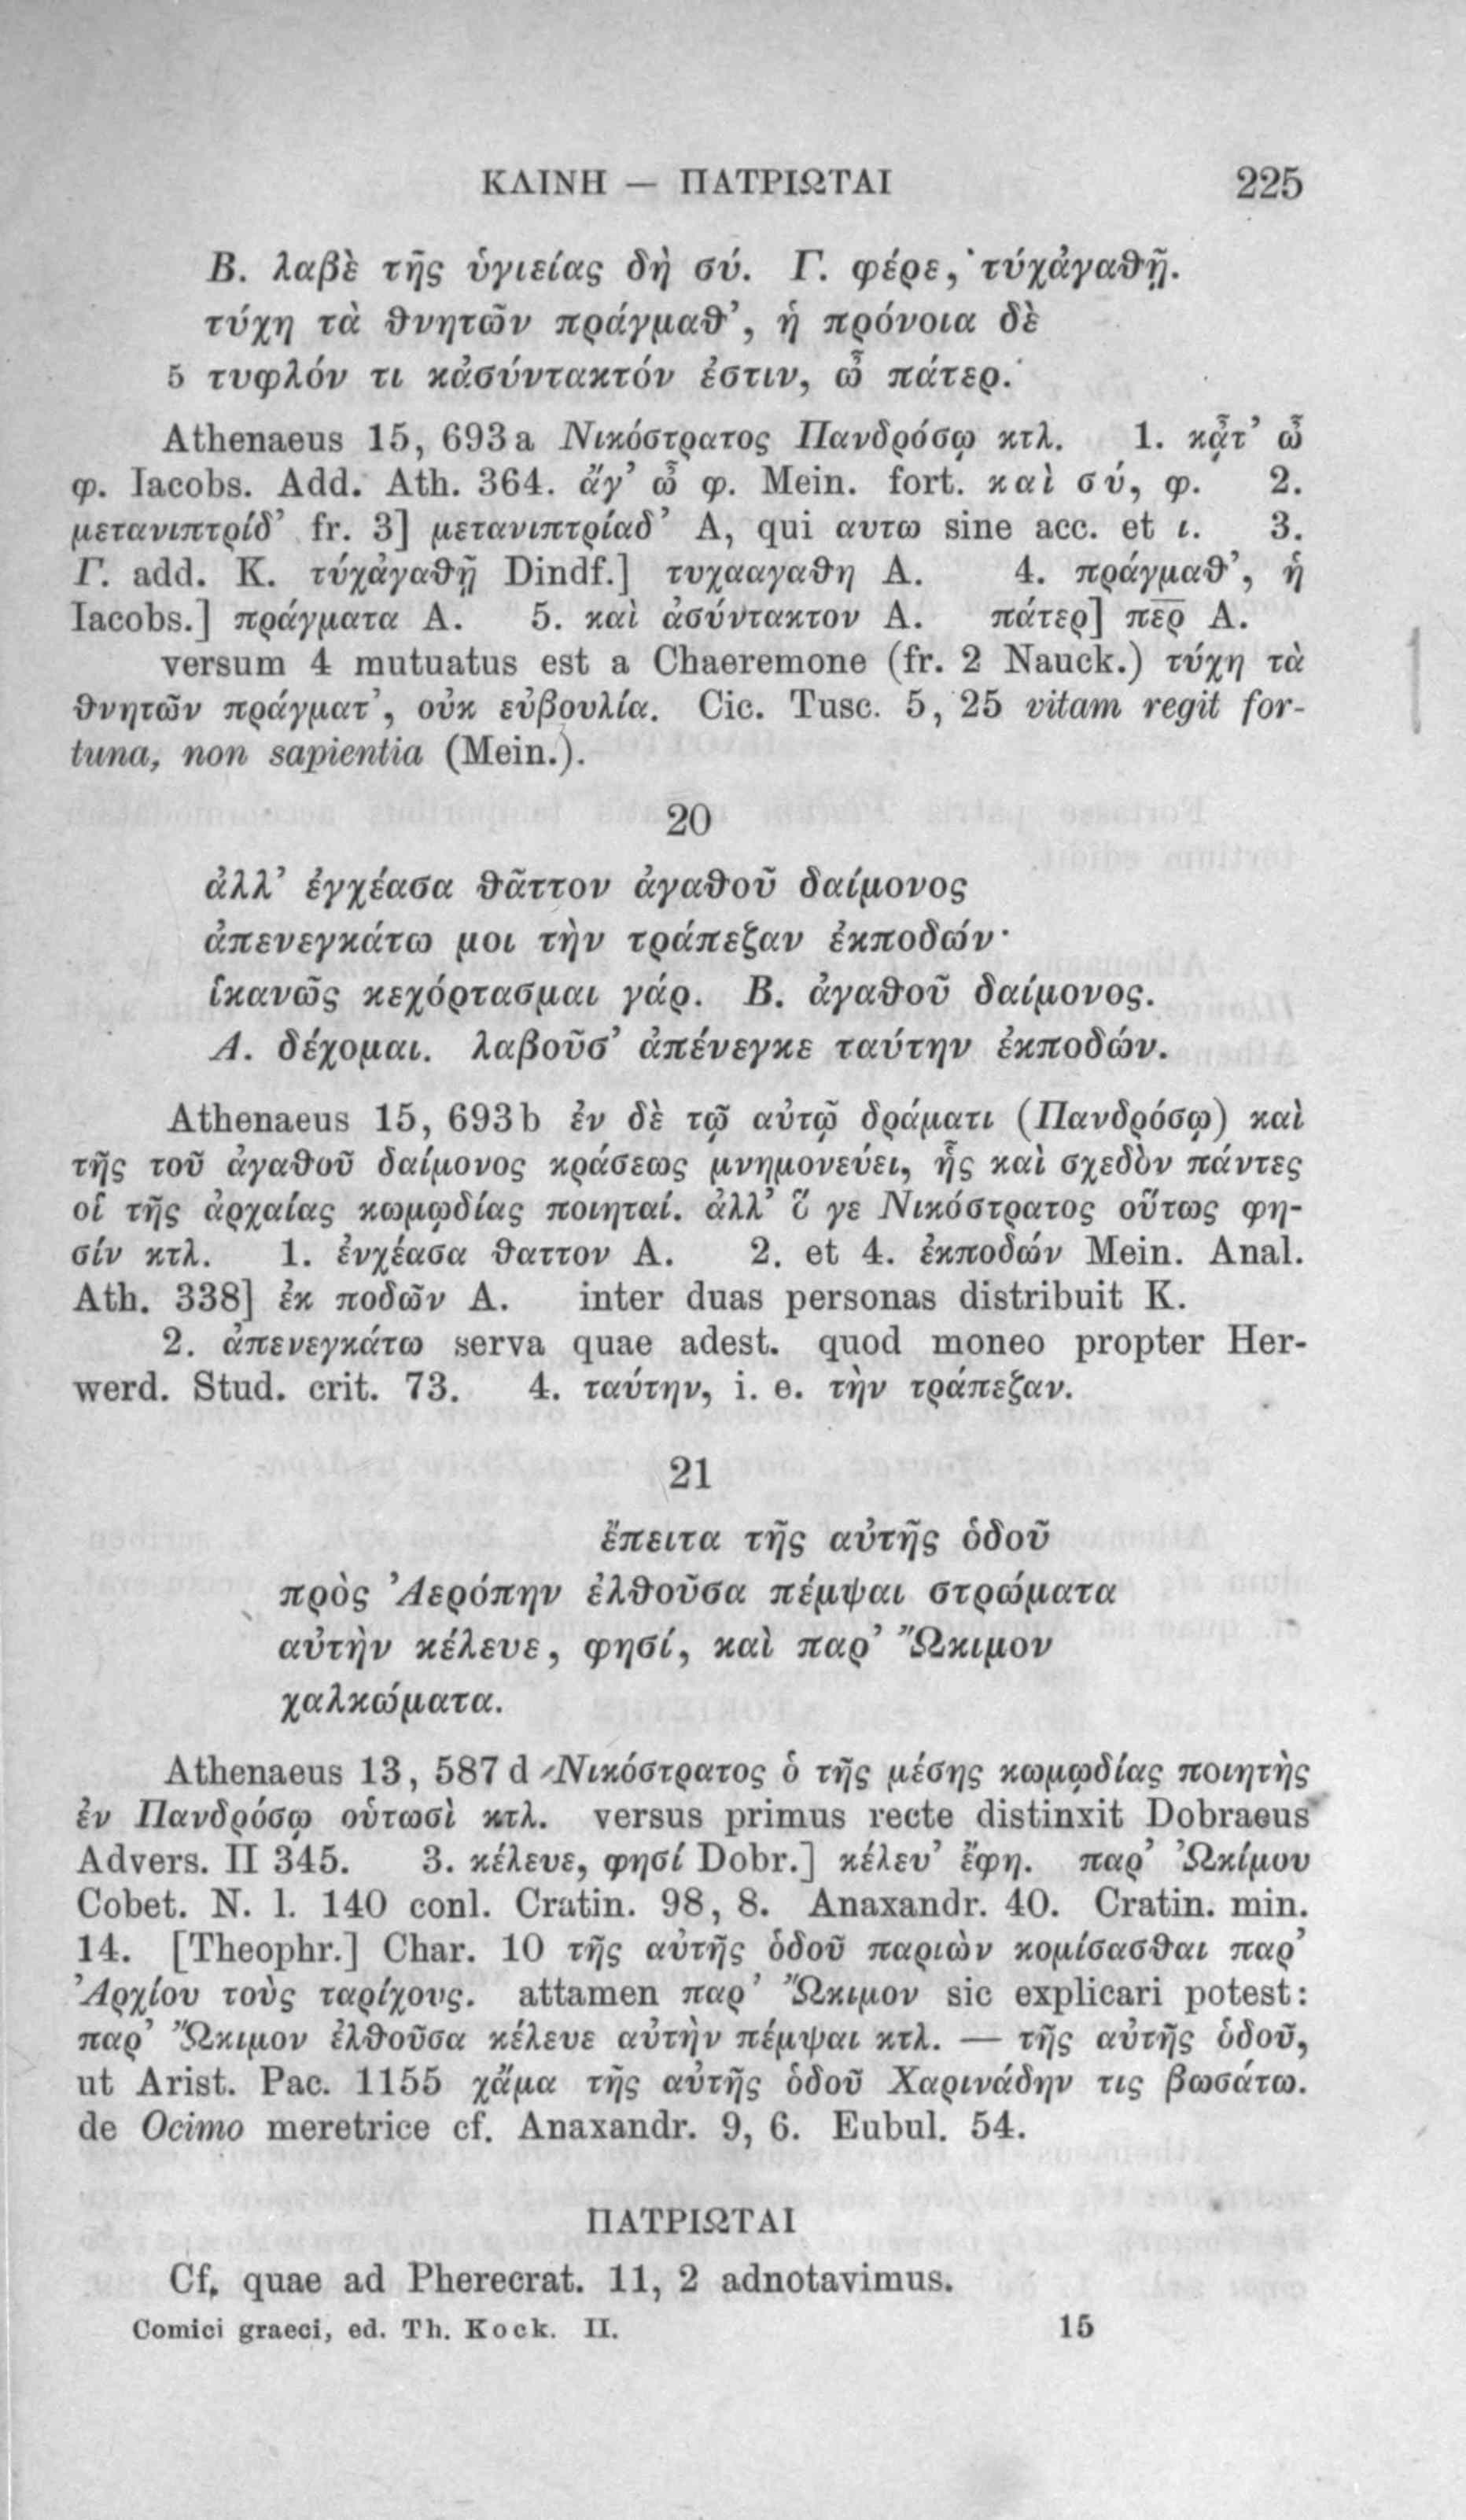 ΚΛΙΝΗ — ΠΑΤΡΙΩΤΑΙ 225
Β. λαβὲ τῆς ὑγιείας δὴ σύ. Γ. φέρε, τύχἀγαθῇ.
τύχη τὰ θνητῶν πράγμαθ’, ἡ πρόνοια δὲ
5 τυφλόν τι κἀσύντακτόν ἐστιν, ὦ πάτερ.
Athenaeus 15, 693a Νικόστρατος Πανδρόσῳ κτλ. 1. κᾆτ’ ὦ
φ. Iacobs. Add. Ath. 364. ἄγ’ ὦ φ. Mein. fort. καὶ σύ, φ. 2.
μετανιπτρίδ’ fr. 3] μετανιπτρίαδ’ A, qui αυτω sine acc. et ι. 3.
Γ. add. K. τύχἀγαθῇ Dindf.] τυχααγαθη A. 4. πράγμαθ’, ἡ
Iacobs.] πράγματα A. 5. καὶ ἀσύντακτον A. πάτερ] πε̅ρ̅ A.
versum 4 mutuatus est a Chaeremone (fr. 2 Nauck.) τύχη τὰ
θνητῶν πράγματ’, οὐκ εὐβουλία. Cic. Tusc. 5, 25 vitam regit for-
tuna, non sapientia (Mein.).
20
ἀλλ’ ἐγχέασα θᾶττον ἀγαθοῦ δαίμονος
ἀπενεγκάτω μοι τὴν τράπεζαν ἐκποδών·
ἱκανῶς κεχόρτασμαι γάρ. Β. ἀγαθοῦ δαίμονος.
Α. δέχομαι. λαβοῦσ’ ἀπένεγκε ταύτην ἐκποδών.
Athenaeus 15, 693b ἐν δὲ τῷ αὐτῷ δράματι (Πανδρόσῳ) καὶ
τῆς τοῦ ἀγαθοῦ δαίμονος κράσεως μνημονεύει, ἧς καὶ σχεδὸν πάντες
οἱ τῆς ἀρχαίας κωμῳδίας ποιηταί. ἀλλ’ ὅ γε Νικόστρατος οὕτως φη-
σίν κτλ. 1. ἐνχέασα θαττον A. 2. et 4. ἐκποδών Mein. Anal.
Ath. 338] ἐκ ποδῶν A. inter duas personas distribuit K.
2. ἀπενεγκάτω serva quae adest. quod moneo propter Her-
werd. Stud. crit. 73. 4. ταύτην, i. e. τὴν τράπεζαν.
21
ἔπειτα τῆς αὐτῆς ὁδοῦ
πρὸς Ἀερόπην ἐλθοῦσα πέμψαι στρώματα
αὐτὴν κέλευε, φησί, καὶ παρ’ Ὤκιμον
χαλκώματα.
Athenaeus 13, 587 d Νικόστρατος ὁ τῆς μέσης κωμῳδίας ποιητὴς
ἐν Πανδρόσῳ οὑτωσὶ κτλ. versus primus recte distinxit Dobraeus
Advers. II 345. 3. κέλευε, φησί Dobr.] κέλευ’ ἔφη. παρ’ Ὠκίμου
Cobet. N. l. 140 conl. Cratin. 98, 8. Anaxandr. 40. Cratin. min.
14. [Theophr.] Char. 10 τῆς αὐτῆς ὁδοῦ παριὼν κομίσασθαι παρ’
Ἀρχίου τοὺς ταρίχους. attamen παρ’ Ὤκιμον sic explicari potest:
παρ’ Ὤκιμον ἐλθοῦσα κέλευε αὐτὴν πέμψαι κτλ. — τῆς αὐτῆς ὁδοῦ,
ut Arist. Pac. 1155 χἄμα τῆς αὐτῆς ὁδοῦ Χαρινάδην τις βωσάτω.
de Ocimo meretrice cf. Anaxandr. 9, 6. Eubul. 54.
ΠΑΤΡΙΩΤΑΙ
Cf. quae ad Pherecrat. 11, 2 adnotavimus.
Comici graeci, ed. Th. Kock. II. 15